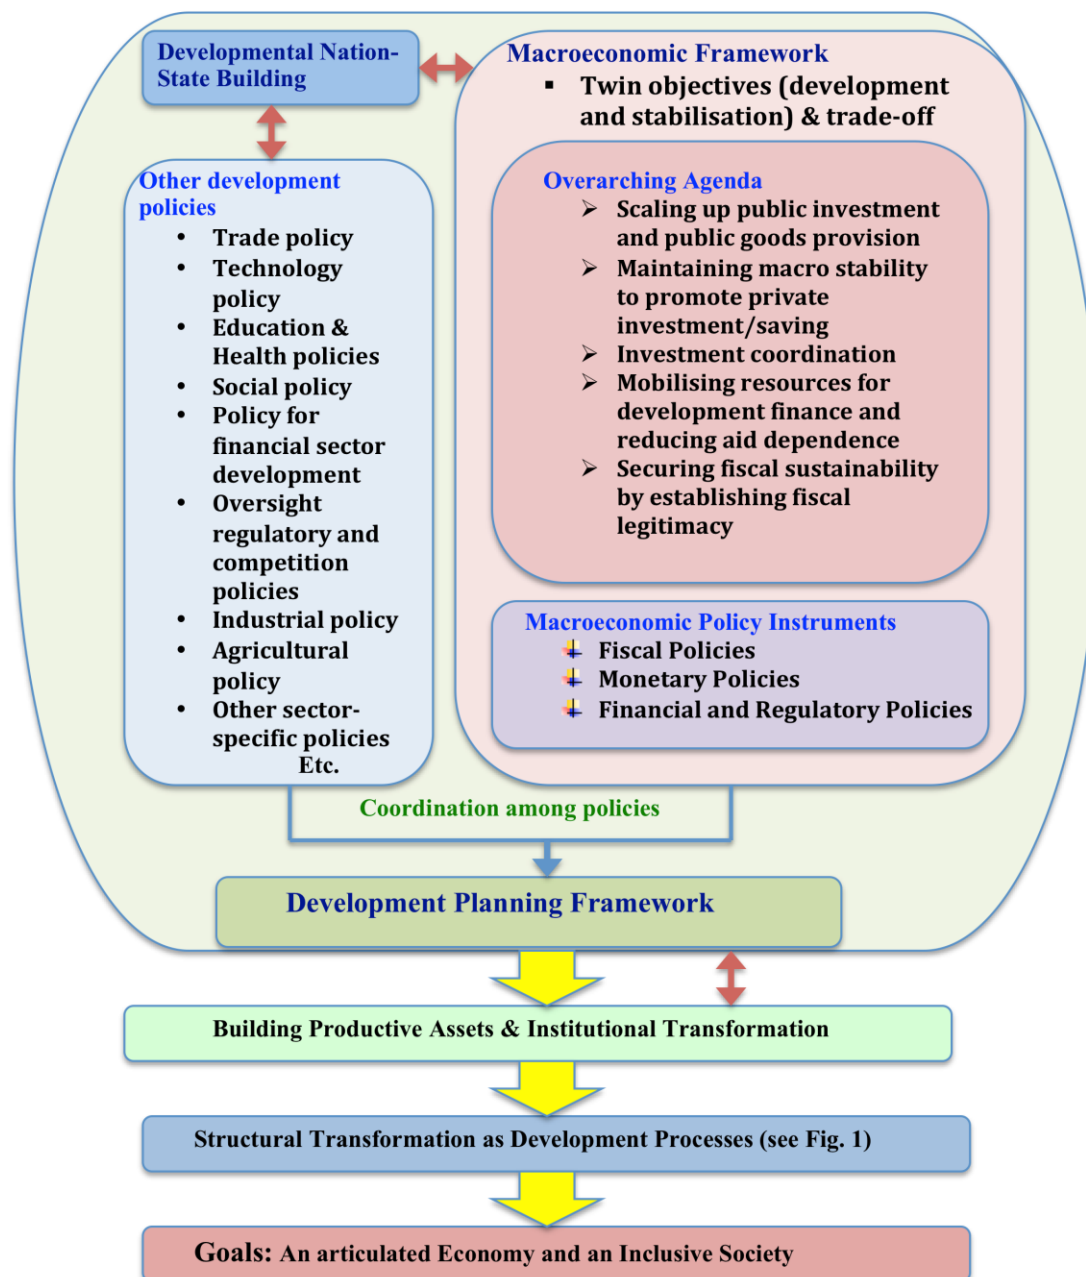 Developmental Nation-
State Building
Macroeconomic Framework
▪ Twin objectives (development
and stabilisation) & trade-off
Other development
policies
• Trade policy
• Technology
policy
• Education &
Health policies
• Social policy
• Policy for
financial sector
development
• Oversight
regulatory and
competition
policies
• Industrial policy
• Agricultural
policy
• Other sector-
specific policies
Etc.
Overarching Agenda
➢ Scaling up public investment
and public goods provision
➢ Maintaining macro stability
to promote private
investment/saving
➢ Investment coordination
➢ Mobilising resources for
development finance and
reducing aid dependence
➢ Securing fiscal sustainability
by establishing fiscal
legitimacy
Macroeconomic Policy Instruments
Fiscal Policies
Monetary Policies
Financial and Regulatory Policies
Coordination among policies
Development Planning Framework
Building Productive Assets & Institutional Transformation
Structural Transformation as Development Processes (see Fig. 1)
Goals: An articulated Economy and an Inclusive Society